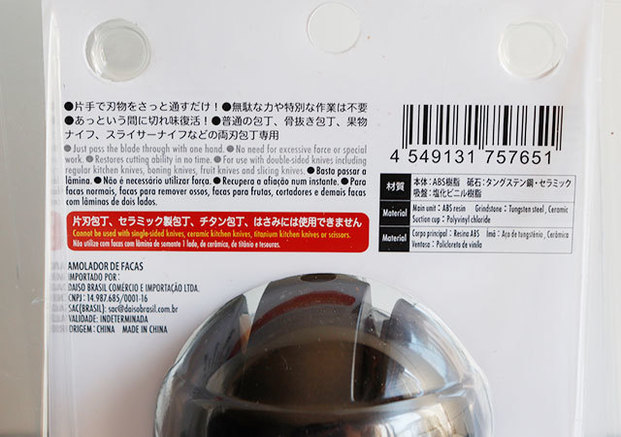 ●片手で刃物をさっと通すだけ！●無駄な力や特別な作業は不要
●あっという間に切れ味復活！●普通の包丁、骨抜き包丁、果物
ナイフ、スライサーナイフなどの両刃包丁専用
●Just pass the blade through with one hand. ●No need for excessive force or special
work. ●Restores cutting ability in no time. ●For use with double-sided knives including
regular kitchen knives, boning knives, fruit knives and slicing knives. ●Basta passar a
lâmina. ●Não é necessário utilizar força. ●Recupera a afiação num instante. ●Para
facas normais, facas para remover ossos, facas para frutas, cortadores e demais facas
com lâminas de dois lados.
片刃包丁、セラミック製包丁、チタン包丁、はさみには使用できません
Cannot be used with single-sided knives, ceramic kitchen knives, titanium kitchen knives or scissors.
Não utilize com facas com lâmina de somente 1 lado, de cerâmica, de titânio e tesouras.
AMOLADOR DE FACAS
IMPORTADO POR:
DAISO BRASIL COMÉRCIO E IMPORTAÇÃO LTDA.
CNPJ: 14.987.685/0001-16
SAC(BRASIL): sac@daisobrasil.com.br
VALIDADE: INDETERMINADA
ORIGEM: CHINA MADE IN CHINA
4 549131 757651
材質 本体：ABS樹脂 砥石：タングステン鋼・セラミック
吸盤：塩化ビニル樹脂
Material Main unit : ABS resin Grindstone : Tungsten steel, Ceramic
Suction cup : Polyvinyl chloride
Material Corpo principal : Resina ABS Ímã : Aço de tungstênio, Cerâmica
Ventosa : Policloreto de vinila